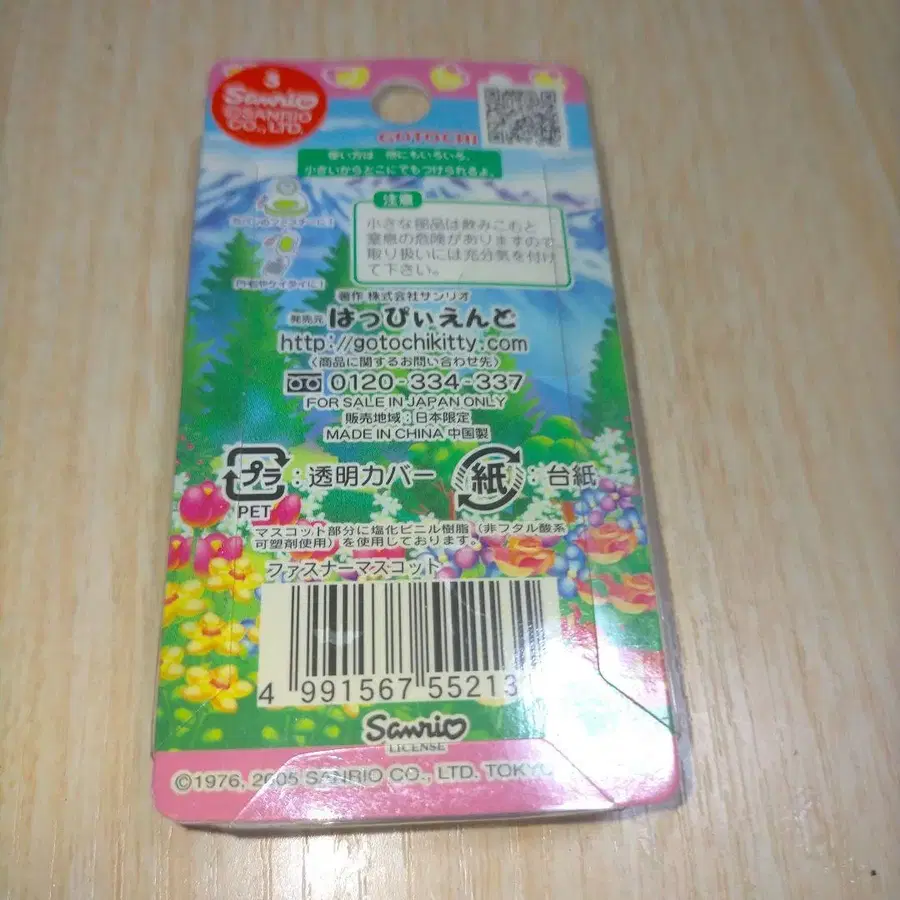 3
Sanrio
©SANRIO
CO., LTD.
GOTOCHI
使い方は 他にもいろいろ。
小さいからどこにでもつけられるよ。
注意
小さな部品は飲みこむと
窒息の危険がありますので
取り扱いには充分気を付け
て下さい。
著作 株式会社サンリオ
発売元 はっぴぃえんど
http://gotochikitty.com
〈商品に関するお問い合わせ先〉
0120-334-337
FOR SALE IN JAPAN ONLY
販売地域:日本限定
MADE IN CHINA 中国製
プラ:透明カバー 紙:台紙
PET
マスコット部分に塩化ビニル樹脂(非フタル酸系
可塑剤使用)を使用しております。
ファスナーマスコット
4 991567 55213
Sanrio
LICENSE
©1976, 2005 SANRIO CO., LTD. TOKYO